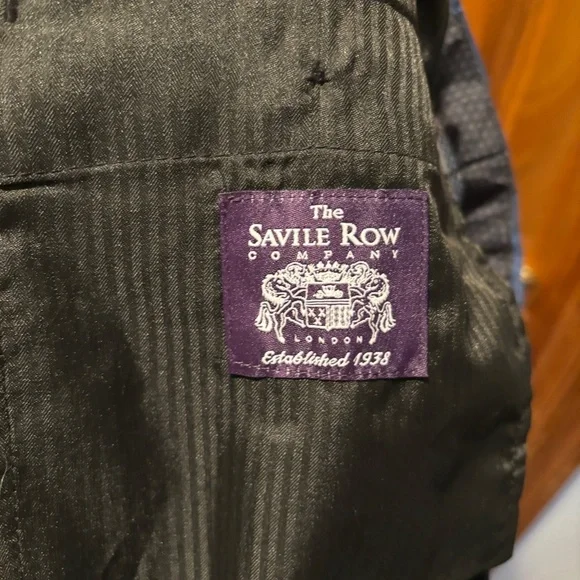 The
SAVILE ROW
COMPANY
LONDON
Established 1938